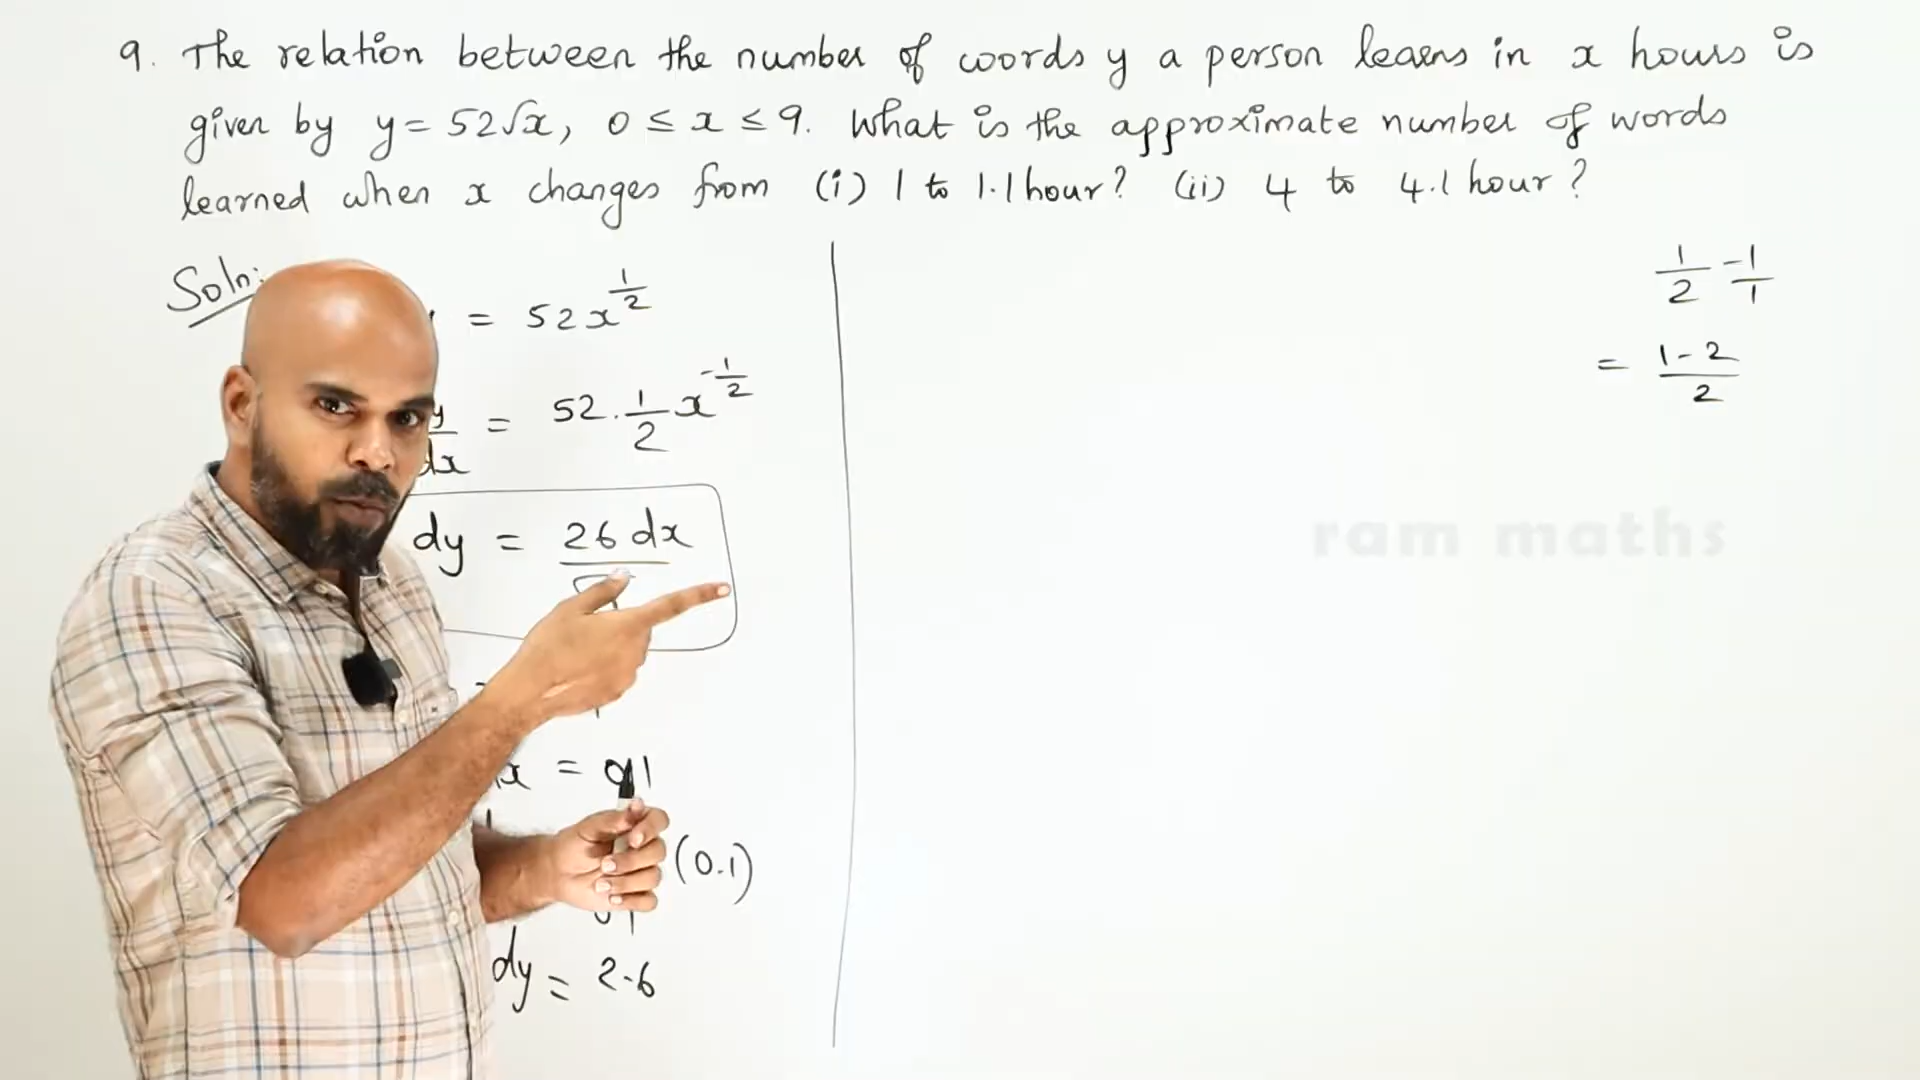 9. The relation between the number of words y a person learns in x hours is
given by y = 52√x, 0 ≤ x ≤ 9. What is the approximate number of words
learned when x changes from (i) 1 to 1.1 hour? (ii) 4 to 4.1 hour?
Soln:
= 52x^(1/2)
y/dx = 52 . 1/2 x^(-1/2)
dy = 26 dx
x = 0.1
(0.1)
dy = 2.6
1/2 - 1/1
= (1-2)/2
ram maths